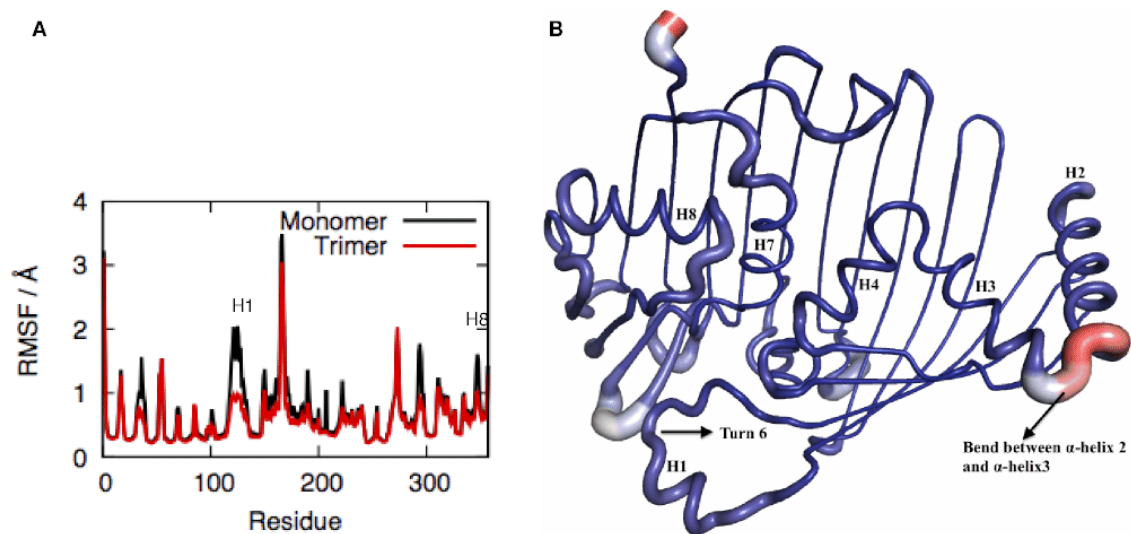 A
B
4
3
2
1
0
RMSF / Å
Monomer
Trimer
H1
H8
0
100
200
300
Residue
H2
H8
H7
H4
H3
Turn 6
H1
Bend between α-helix 2
and α-helix3